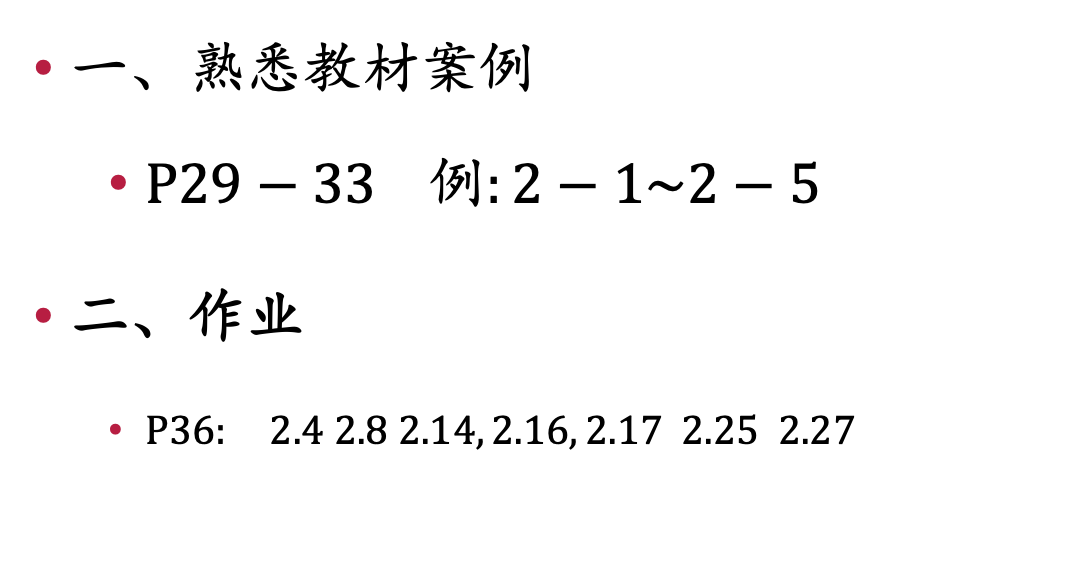 • 一、熟悉教材案例
• P29 − 33 例: 2 − 1~2 − 5
• 二、作业
• P36: 2.4 2.8 2.14, 2.16, 2.17 2.25 2.27